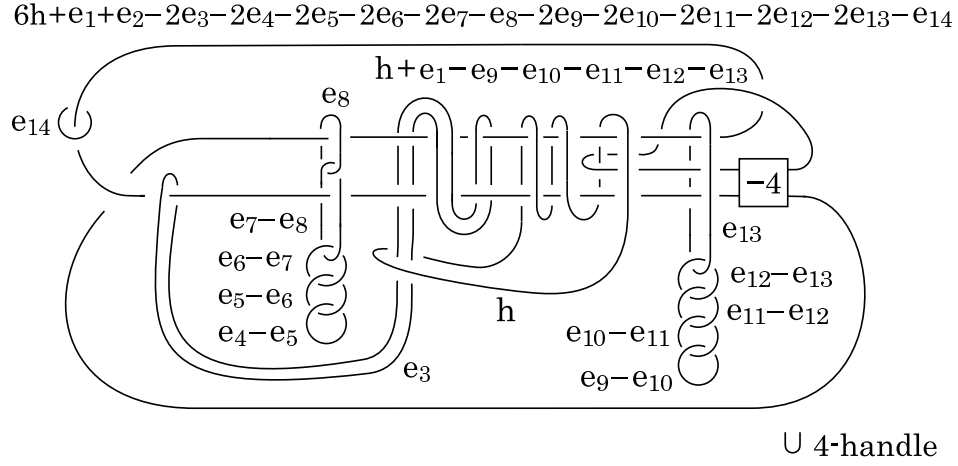 6h+e₁+e₂−2e₃−2e₄−2e₅−2e₆−2e₇−e₈−2e₉−2e₁₀−2e₁₁−2e₁₂−2e₁₃−e₁₄
h+e₁−e₉−e₁₀−e₁₁−e₁₂−e₁₃
e₈
e₁₄
−4
e₇−e₈
e₁₃
e₆−e₇
e₁₂−e₁₃
e₅−e₆
h
e₁₁−e₁₂
e₄−e₅
e₁₀−e₁₁
e₃
e₉−e₁₀
∪ 4-handle